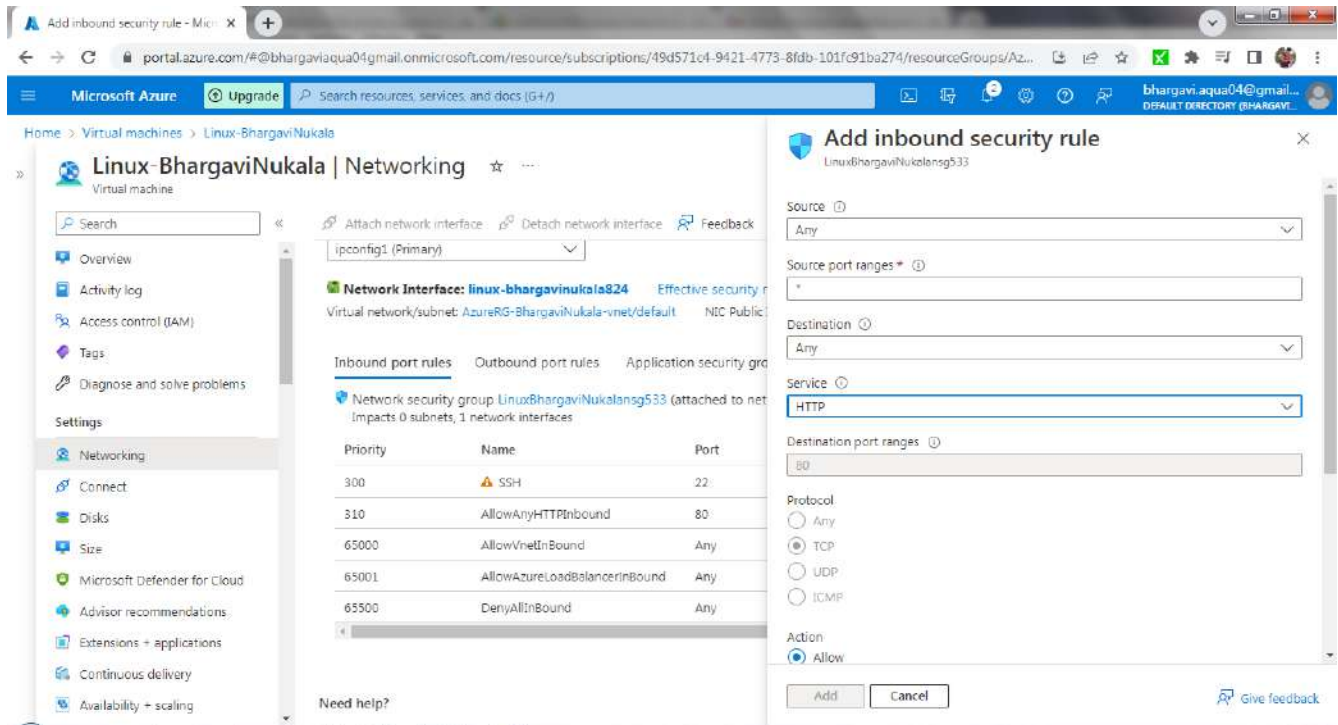 Add inbound security rule - Micr
portal.azure.com/#@bhargaviaqua04gmail.onmicrosoft.com/resource/subscriptions/49d571c4-9421-4773-8fdb-101fc91ba274/resourceGroups/Az...
Microsoft Azure
Upgrade
Search resources, services, and docs (G+/)
bhargavi.aqua04@gmail...
DEFAULT DIRECTORY (BHARGAVI...
Home > Virtual machines > Linux-BhargaviNukala
Linux-BhargaviNukala | Networking
Virtual machine
Search
Overview
Activity log
Access control (IAM)
Tags
Diagnose and solve problems
Settings
Networking
Connect
Disks
Size
Microsoft Defender for Cloud
Advisor recommendations
Extensions + applications
Continuous delivery
Availability + scaling
Attach network interface Detach network interface Feedback
ipconfig1 (Primary)
Network Interface: linux-bhargavinukala824 Effective security r
Virtual network/subnet: AzureRG-BhargaviNukala-vnet/default NIC Public
Inbound port rules Outbound port rules Application security gro
Network security group LinuxBhargaviNukalansg533 (attached to net
Impacts 0 subnets, 1 network interfaces
Priority Name Port
300 SSH 22
310 AllowAnyHTTPInbound 80
65000 AllowVnetInBound Any
65001 AllowAzureLoadBalancerInBound Any
65500 DenyAllInBound Any
Need help?
Add inbound security rule
LinuxBhargaviNukalansg533
Source
Any
Source port ranges *
*
Destination
Any
Service
HTTP
Destination port ranges
80
Protocol
Any
TCP
UDP
ICMP
Action
Allow
Add Cancel
Give feedback